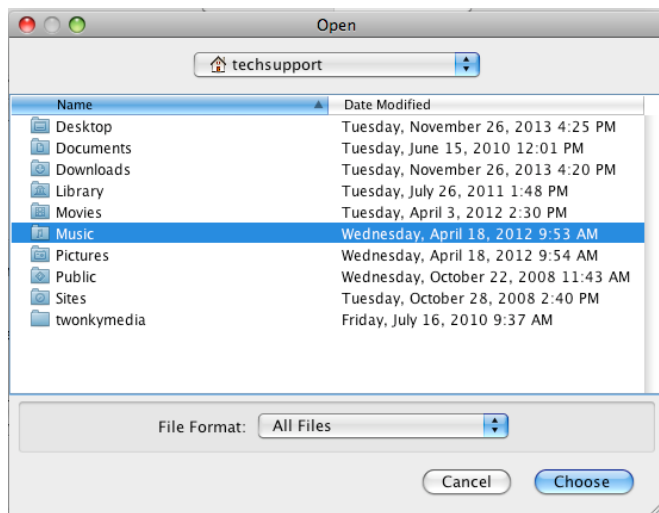 Open
techsupport
Name Date Modified
Desktop Tuesday, November 26, 2013 4:25 PM
Documents Tuesday, June 15, 2010 12:01 PM
Downloads Tuesday, November 26, 2013 4:20 PM
Library Tuesday, July 26, 2011 1:48 PM
Movies Tuesday, April 3, 2012 2:30 PM
Music Wednesday, April 18, 2012 9:53 AM
Pictures Wednesday, April 18, 2012 9:54 AM
Public Wednesday, October 22, 2008 11:43 AM
Sites Tuesday, October 28, 2008 2:40 PM
twonkymedia Friday, July 16, 2010 9:37 AM
File Format: All Files
Cancel Choose